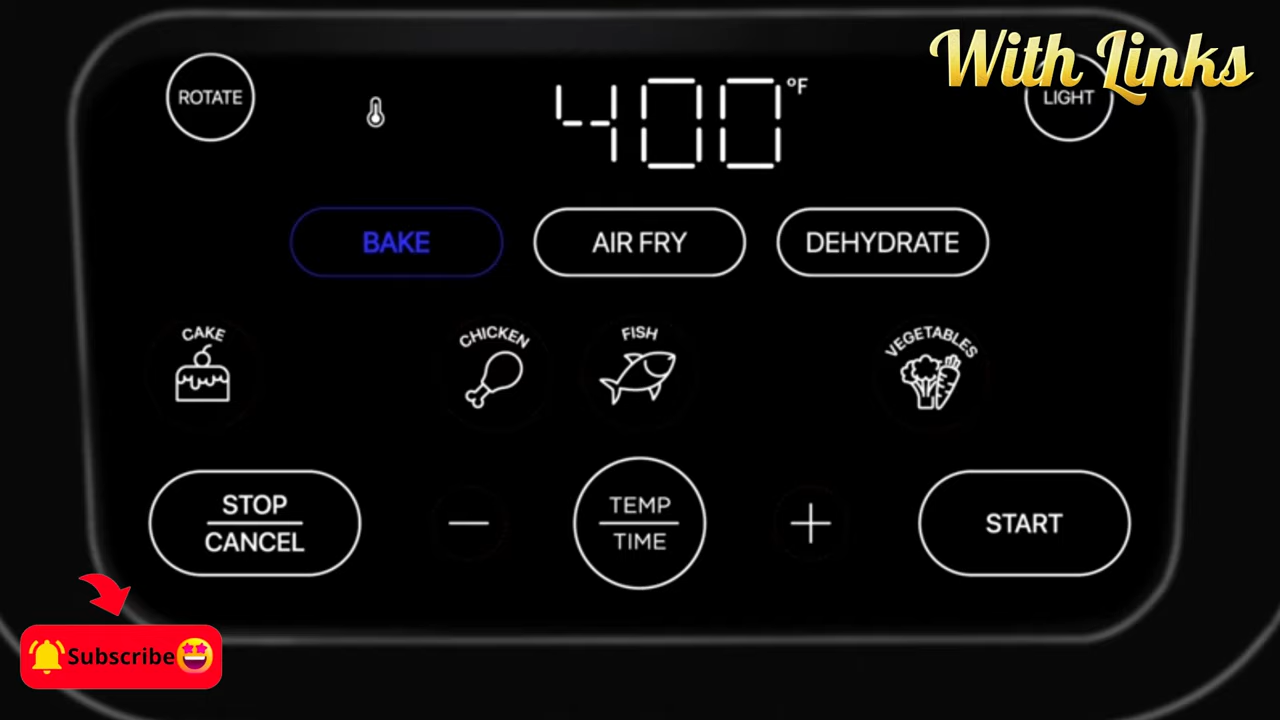 With Links
ROTATE
400 °F
LIGHT
BAKE
AIR FRY
DEHYDRATE
CAKE
CHICKEN
FISH
VEGETABLES
STOP
CANCEL
TEMP
TIME
START
Subscribe